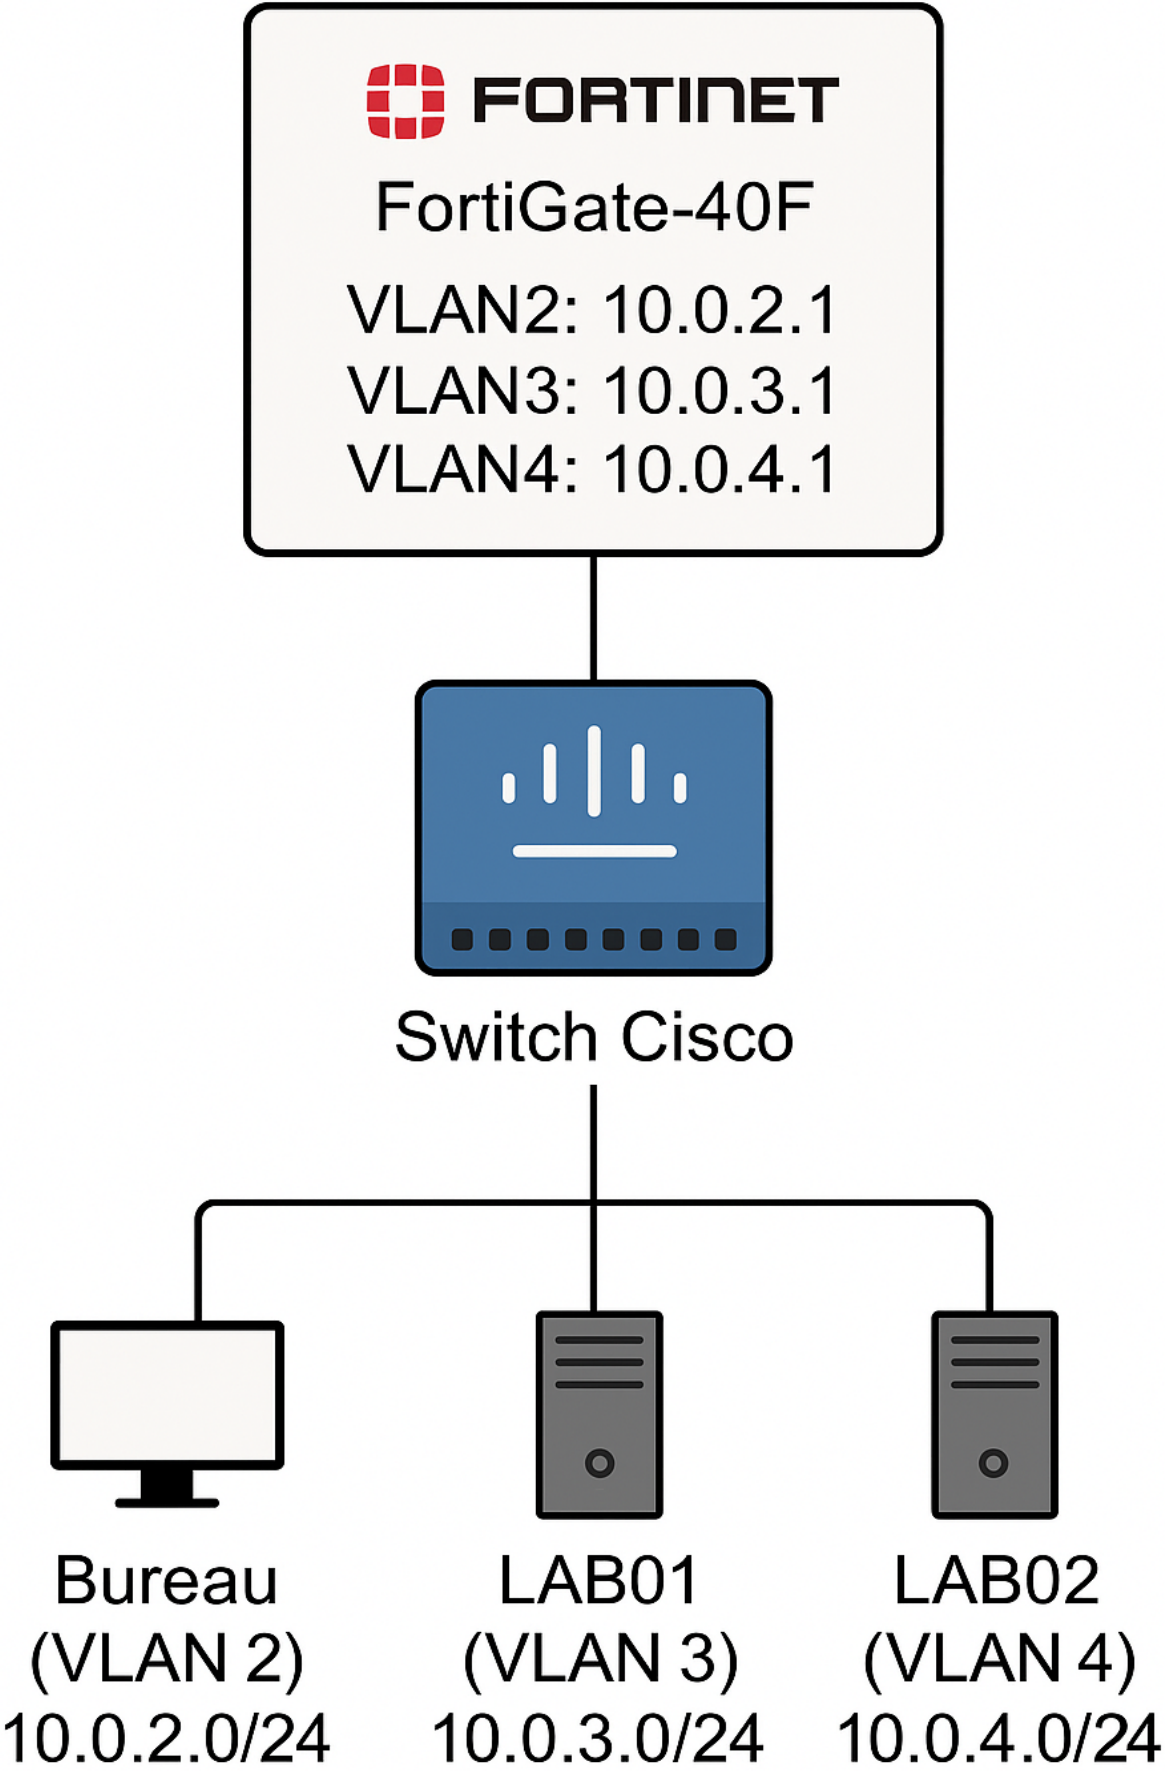 FORTINET
FortiGate-40F
VLAN2: 10.0.2.1
VLAN3: 10.0.3.1
VLAN4: 10.0.4.1
Switch Cisco
Bureau
(VLAN 2)
10.0.2.0/24
LAB01
(VLAN 3)
10.0.3.0/24
LAB02
(VLAN 4)
10.0.4.0/24